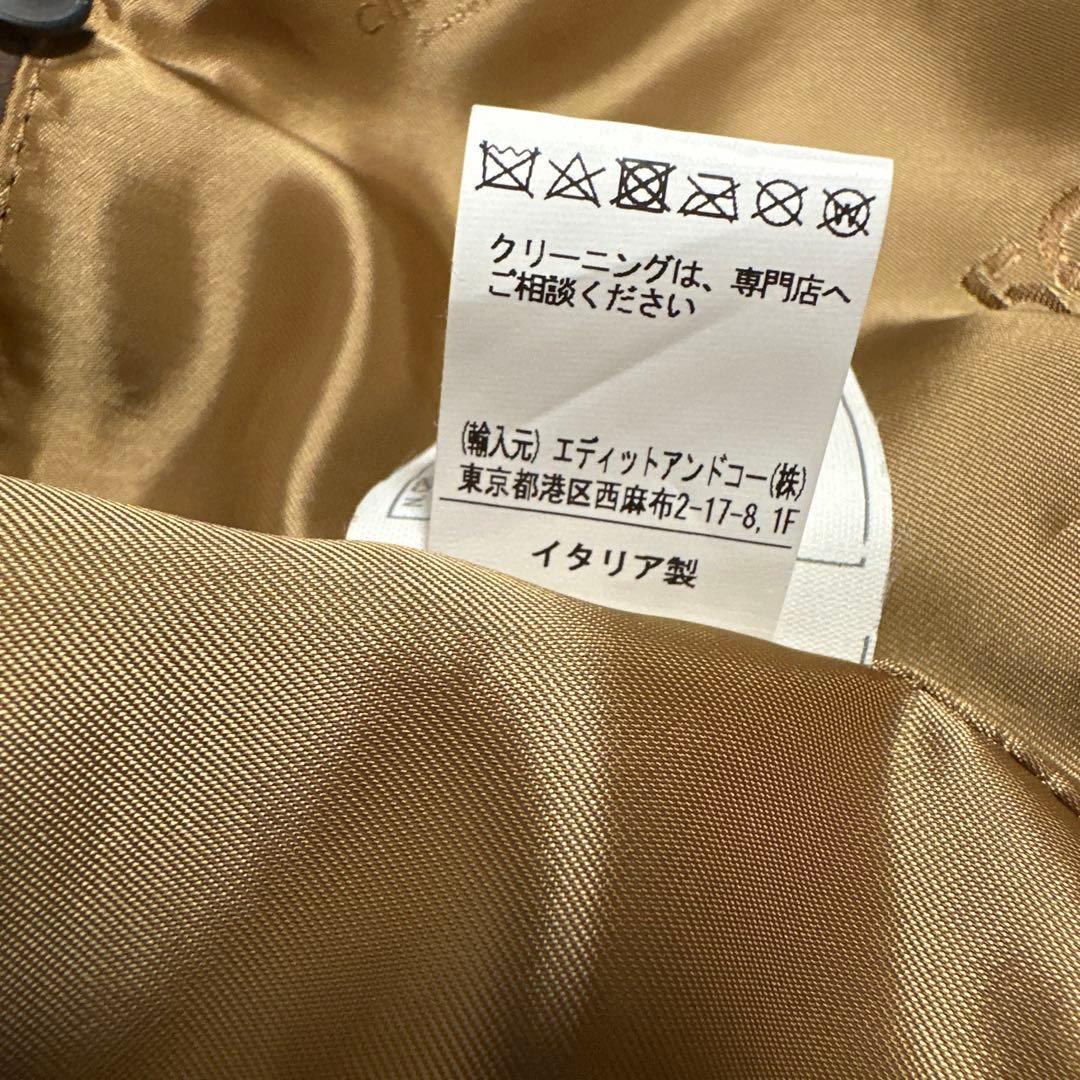 クリーニングは、専門店へ
ご相談ください
(輸入元) エディットアンドコー(株)
東京都港区西麻布2-17-8, 1F
イタリア製